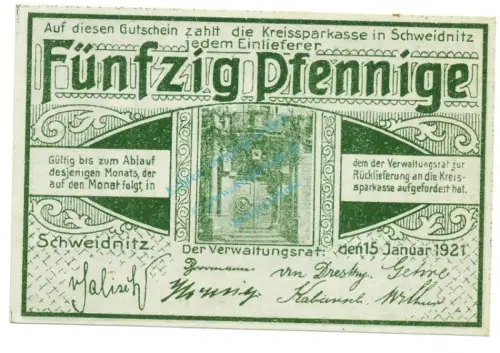 Auf diesen Gutschein zahlt die Kreissparkasse in Schweidnitz
jedem Einlieferer
Fünfzig Pfennige
Gültig bis zum Ablauf
desjenigen Monats, der
auf den Monat folgt, in
dem der Verwaltungsrat zur
Rücklieferung an die Kreis-
sparkasse aufgefordert hat.
Schweidnitz,
Der Verwaltungsrat:
den 15. Januar 1921
v Salisch